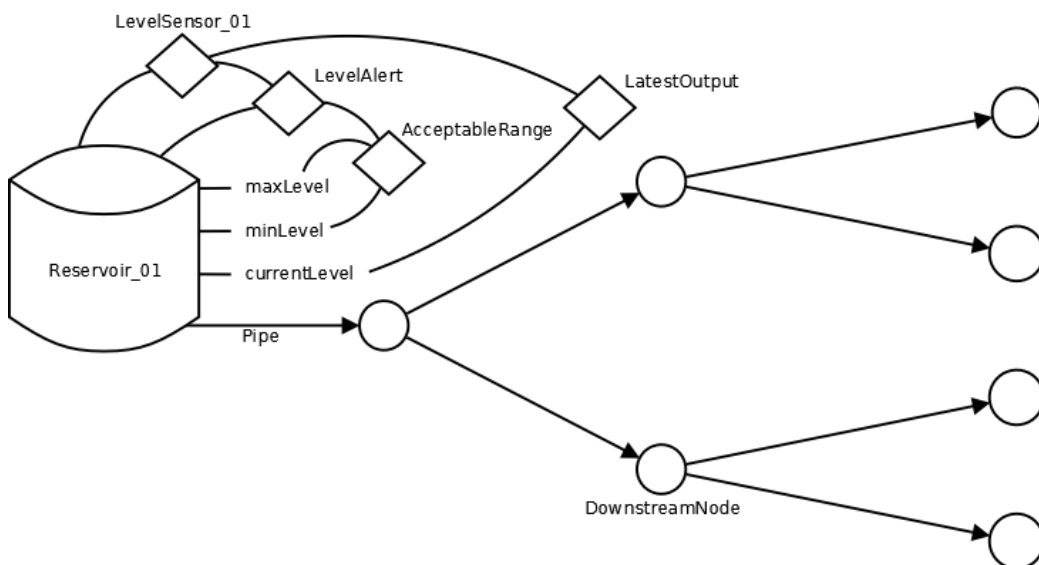 LevelSensor_01
LevelAlert
LatestOutput
AcceptableRange
maxLevel
minLevel
Reservoir_01
currentLevel
Pipe
DownstreamNode